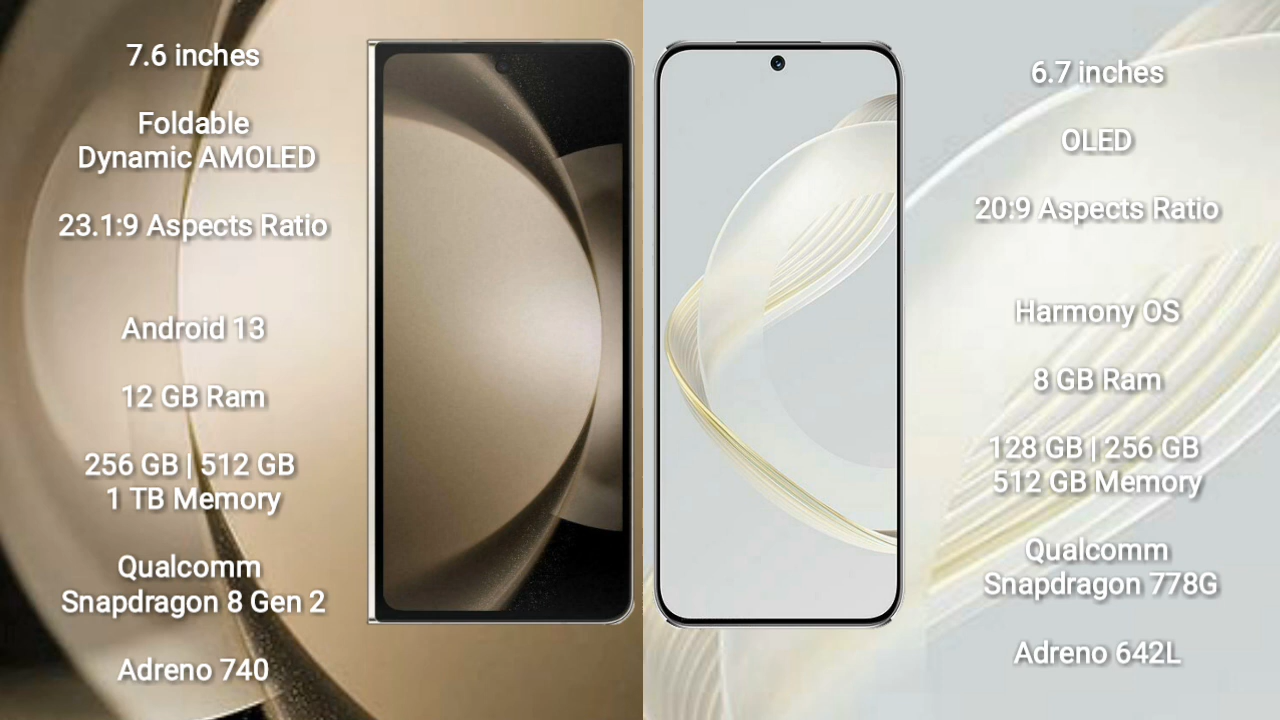 7.6 inches
Foldable
Dynamic AMOLED
23.1:9 Aspects Ratio
Android 13
12 GB Ram
256 GB | 512 GB
1 TB Memory
Qualcomm
Snapdragon 8 Gen 2
Adreno 740
6.7 inches
OLED
20:9 Aspects Ratio
Harmony OS
8 GB Ram
128 GB | 256 GB
512 GB Memory
Qualcomm
Snapdragon 778G
Adreno 642L